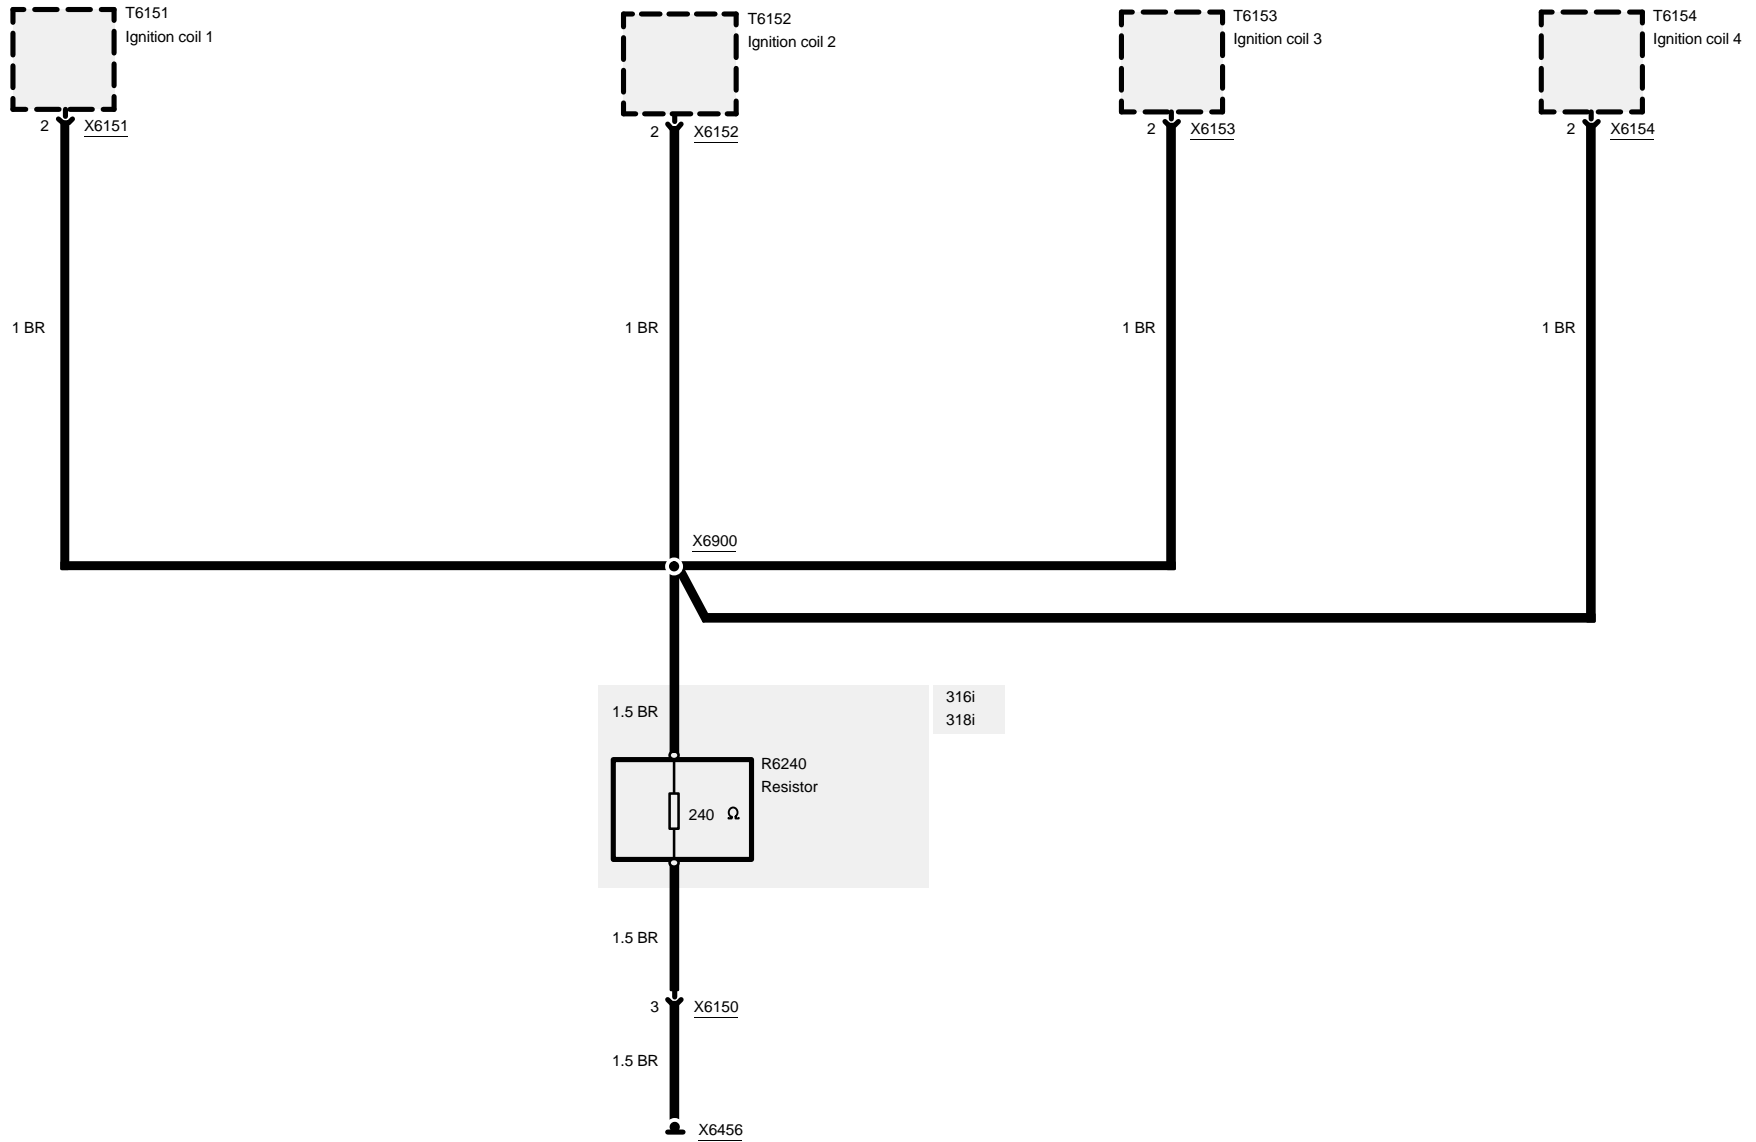 T6151
Ignition coil 1
T6152
Ignition coil 2
T6153
Ignition coil 3
T6154
Ignition coil 4
2 X6151
2 X6152
2 X6153
2 X6154
1 BR
1 BR
1 BR
1 BR
X6900
316i
318i
1.5 BR
R6240
Resistor
240 Ω
1.5 BR
3 X6150
1.5 BR
X6456